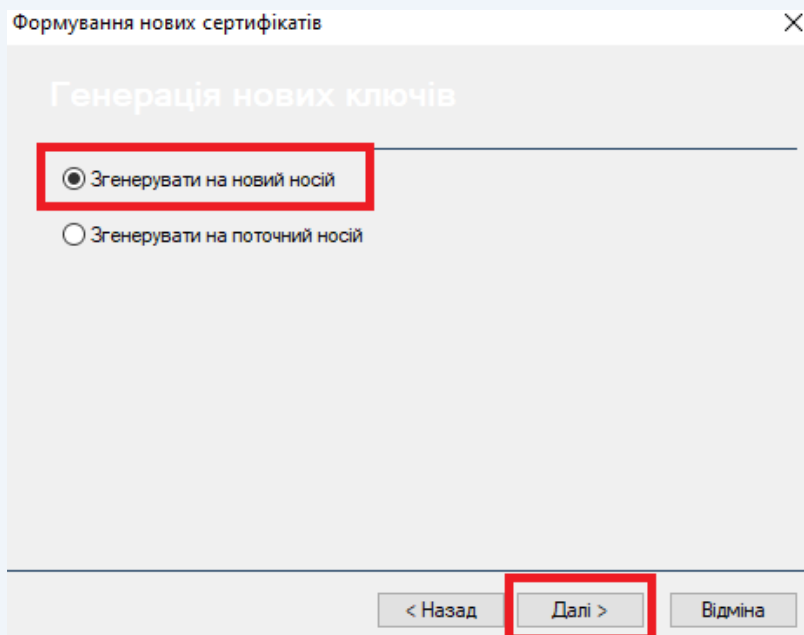 Формування нових сертифікатів
Генерація нових ключів
Згенерувати на новий носій
Згенерувати на поточний носій
< Назад Далі > Відміна